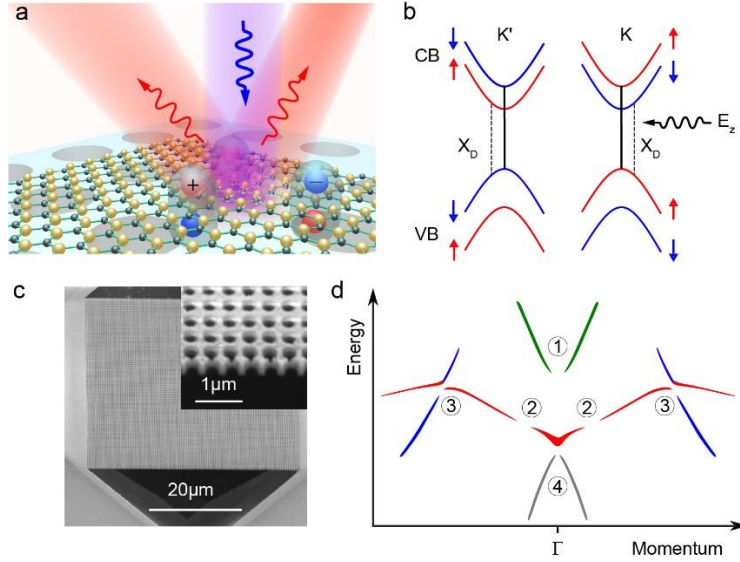 a
+
−
b
K' K
CB
X_D X_D E_z
VB
c
1μm
20μm
d
Energy
1
2 2
3 3
4
Γ Momentum